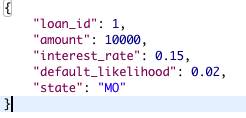 {
    "loan_id": 1,
    "amount": 10000,
    "interest_rate": 0.15,
    "default_likelihood": 0.02,
    "state": "MO"
}